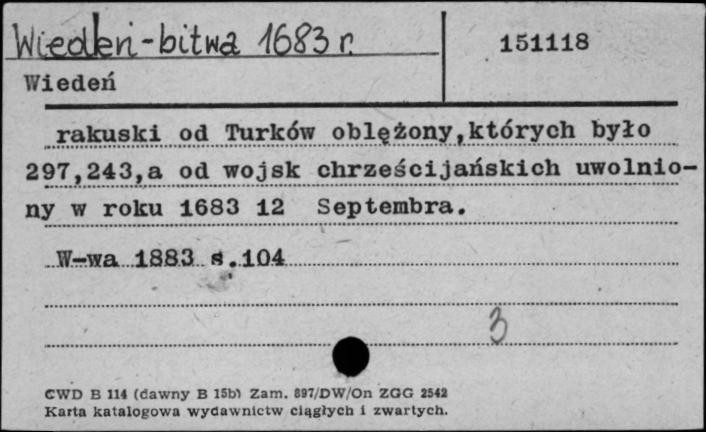 Wiedeń-bitwa 1683 r.
151118
Wiedeń
rakuski od Turków oblężony,których było
297,243,a od wojsk chrześcijańskich uwolnio-
ny w roku 1683 12 Septembra.
W-wa 1883 s.104
3
CWD B 114 (dawny B 15b) Zam. 897/DW/On ZGG 2542
Karta katalogowa wydawnictw ciągłych i zwartych.